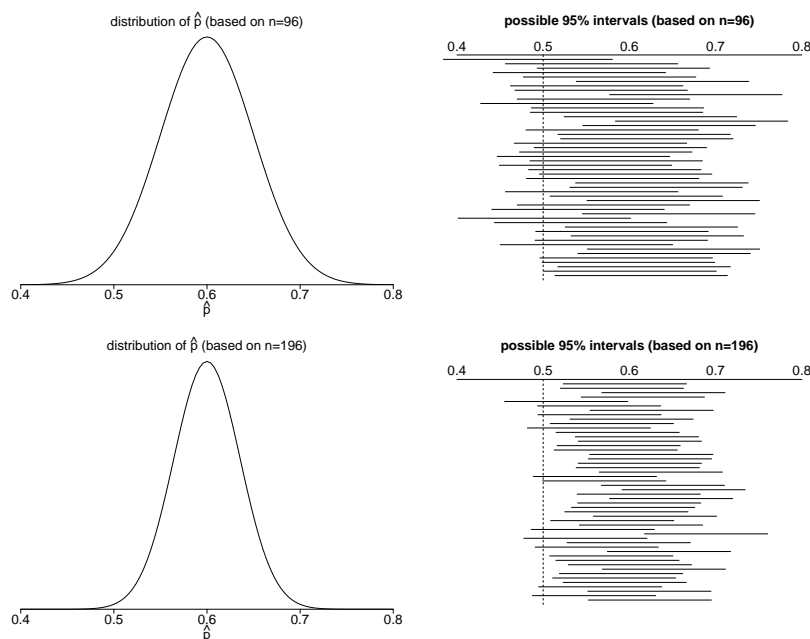 distribution of p̂ (based on n=96)
0.4 0.5 0.6 0.7 0.8
p̂
possible 95% intervals (based on n=96)
0.4 0.5 0.6 0.7 0.8
distribution of p̂ (based on n=196)
0.4 0.5 0.6 0.7 0.8
p̂
possible 95% intervals (based on n=196)
0.4 0.5 0.6 0.7 0.8